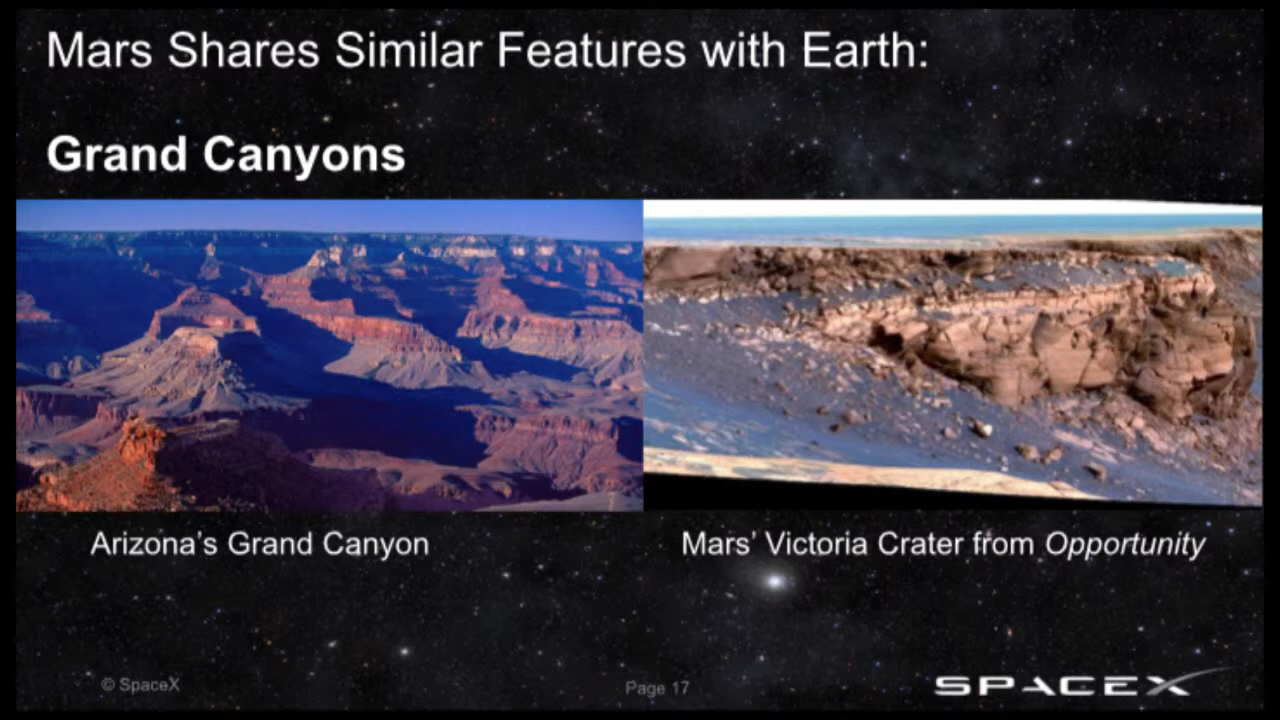 Mars Shares Similar Features with Earth:
Grand Canyons
Arizona's Grand Canyon
Mars' Victoria Crater from Opportunity
© SpaceX
Page 17
SPACEX